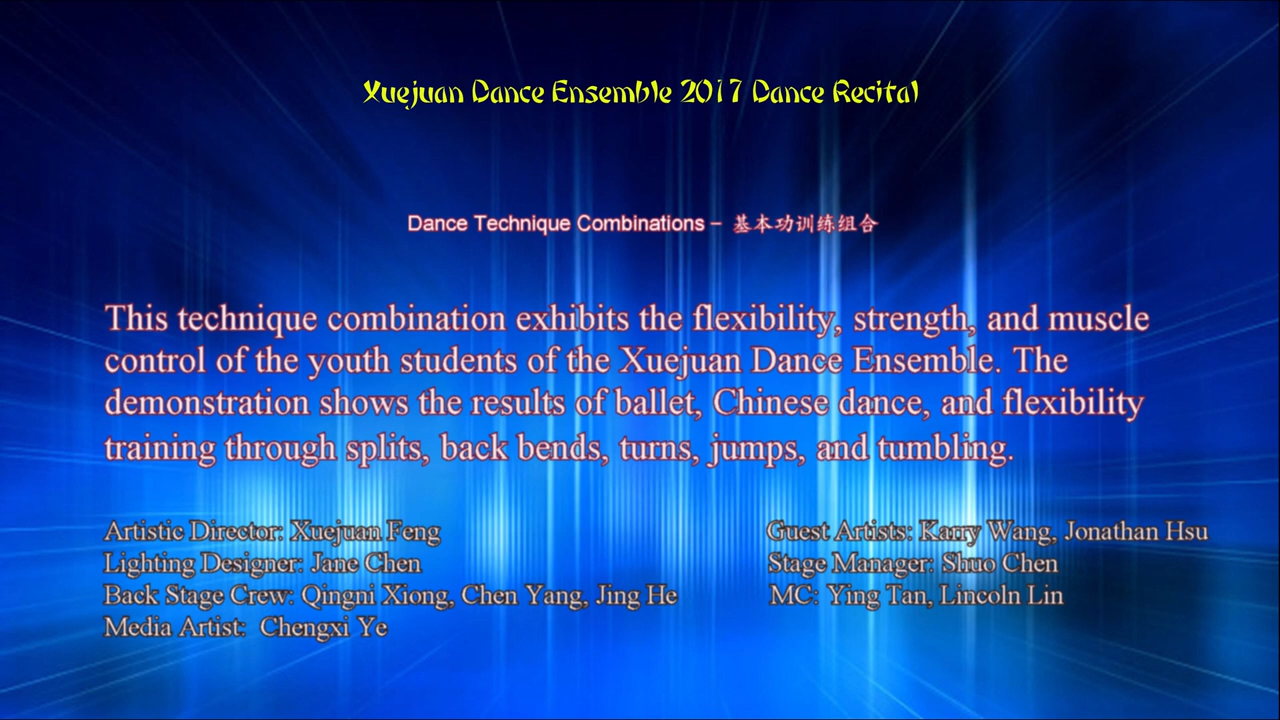 Xuejuan Dance Ensemble 2017 Dance Recital
Dance Technique Combinations – 基本功训练组合
This technique combination exhibits the flexibility, strength, and muscle
control of the youth students of the Xuejuan Dance Ensemble. The
demonstration shows the results of ballet, Chinese dance, and flexibility
training through splits, back bends, turns, jumps, and tumbling.
Artistic Director: Xuejuan Feng
Lighting Designer: Jane Chen
Back Stage Crew: Qingni Xiong, Chen Yang, Jing He
Media Artist:  Chengxi Ye
Guest Artists: Karry Wang, Jonathan Hsu
Stage Manager: Shuo Chen
MC: Ying Tan, Lincoln Lin